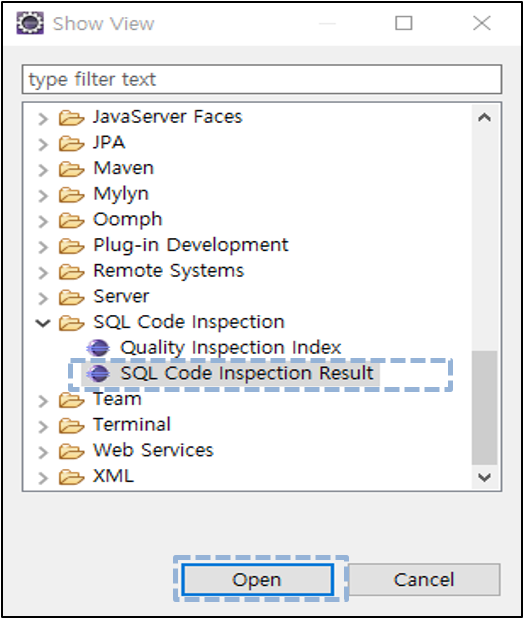 Show View
type filter text
JavaServer Faces
JPA
Maven
Mylyn
Oomph
Plug-in Development
Remote Systems
Server
SQL Code Inspection
Quality Inspection Index
SQL Code Inspection Result
Team
Terminal
Web Services
XML
Open Cancel